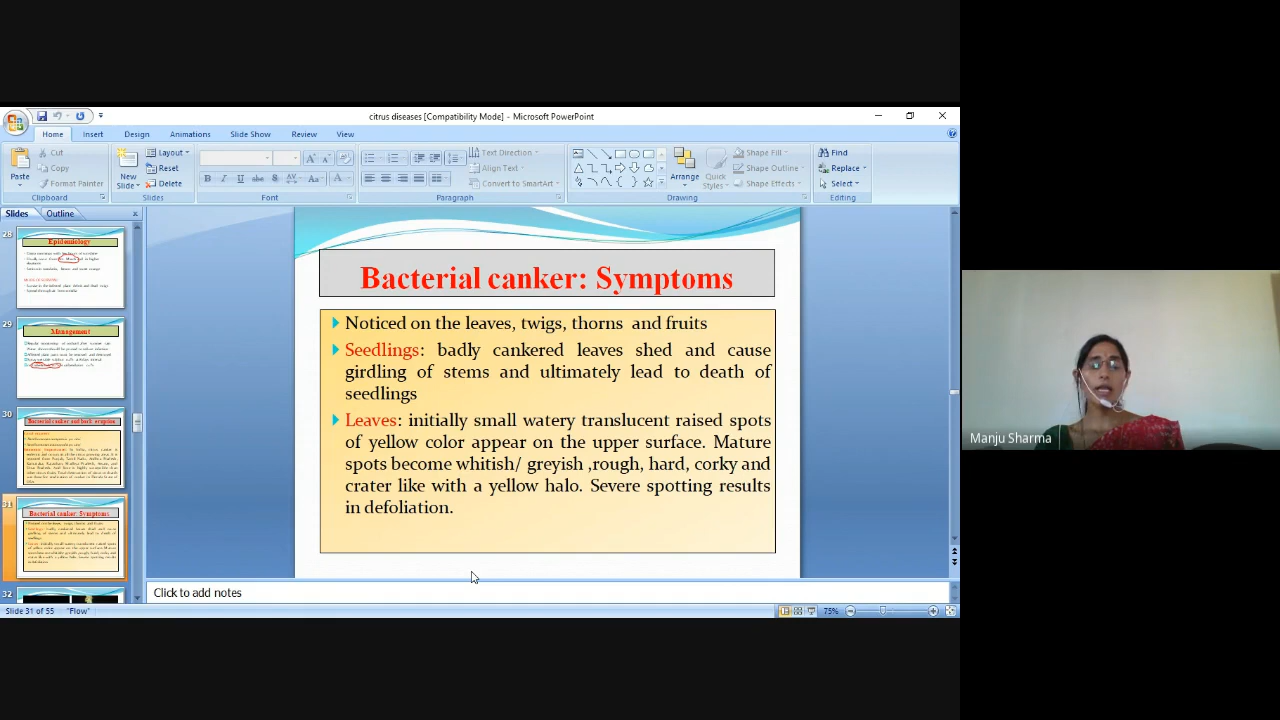 citrus diseases [Compatibility Mode] - Microsoft PowerPoint
Home Insert Design Animations Slide Show Review View
Paste
Cut
Copy
Format Painter
Clipboard
New Slide
Layout
Reset
Delete
Slides
Font
Paragraph
Text Direction
Align Text
Convert to SmartArt
Arrange
Quick Styles
Shape Fill
Shape Outline
Shape Effects
Drawing
Find
Replace
Select
Editing
Slides Outline
28
Epidemiology
29
Management
30
Bacterial canker and bark eruption
31
Bacterial canker: Symptoms
32
Bacterial canker: Symptoms
Noticed on the leaves, twigs, thorns and fruits
Seedlings: badly cankered leaves shed and cause
girdling of stems and ultimately lead to death of
seedlings
Leaves: initially small watery translucent raised spots
of yellow color appear on the upper surface. Mature
spots become whitish/ greyish ,rough, hard, corky and
crater like with a yellow halo. Severe spotting results
in defoliation.
Click to add notes
Slide 31 of 55 "Flow" 75%
Manju Sharma